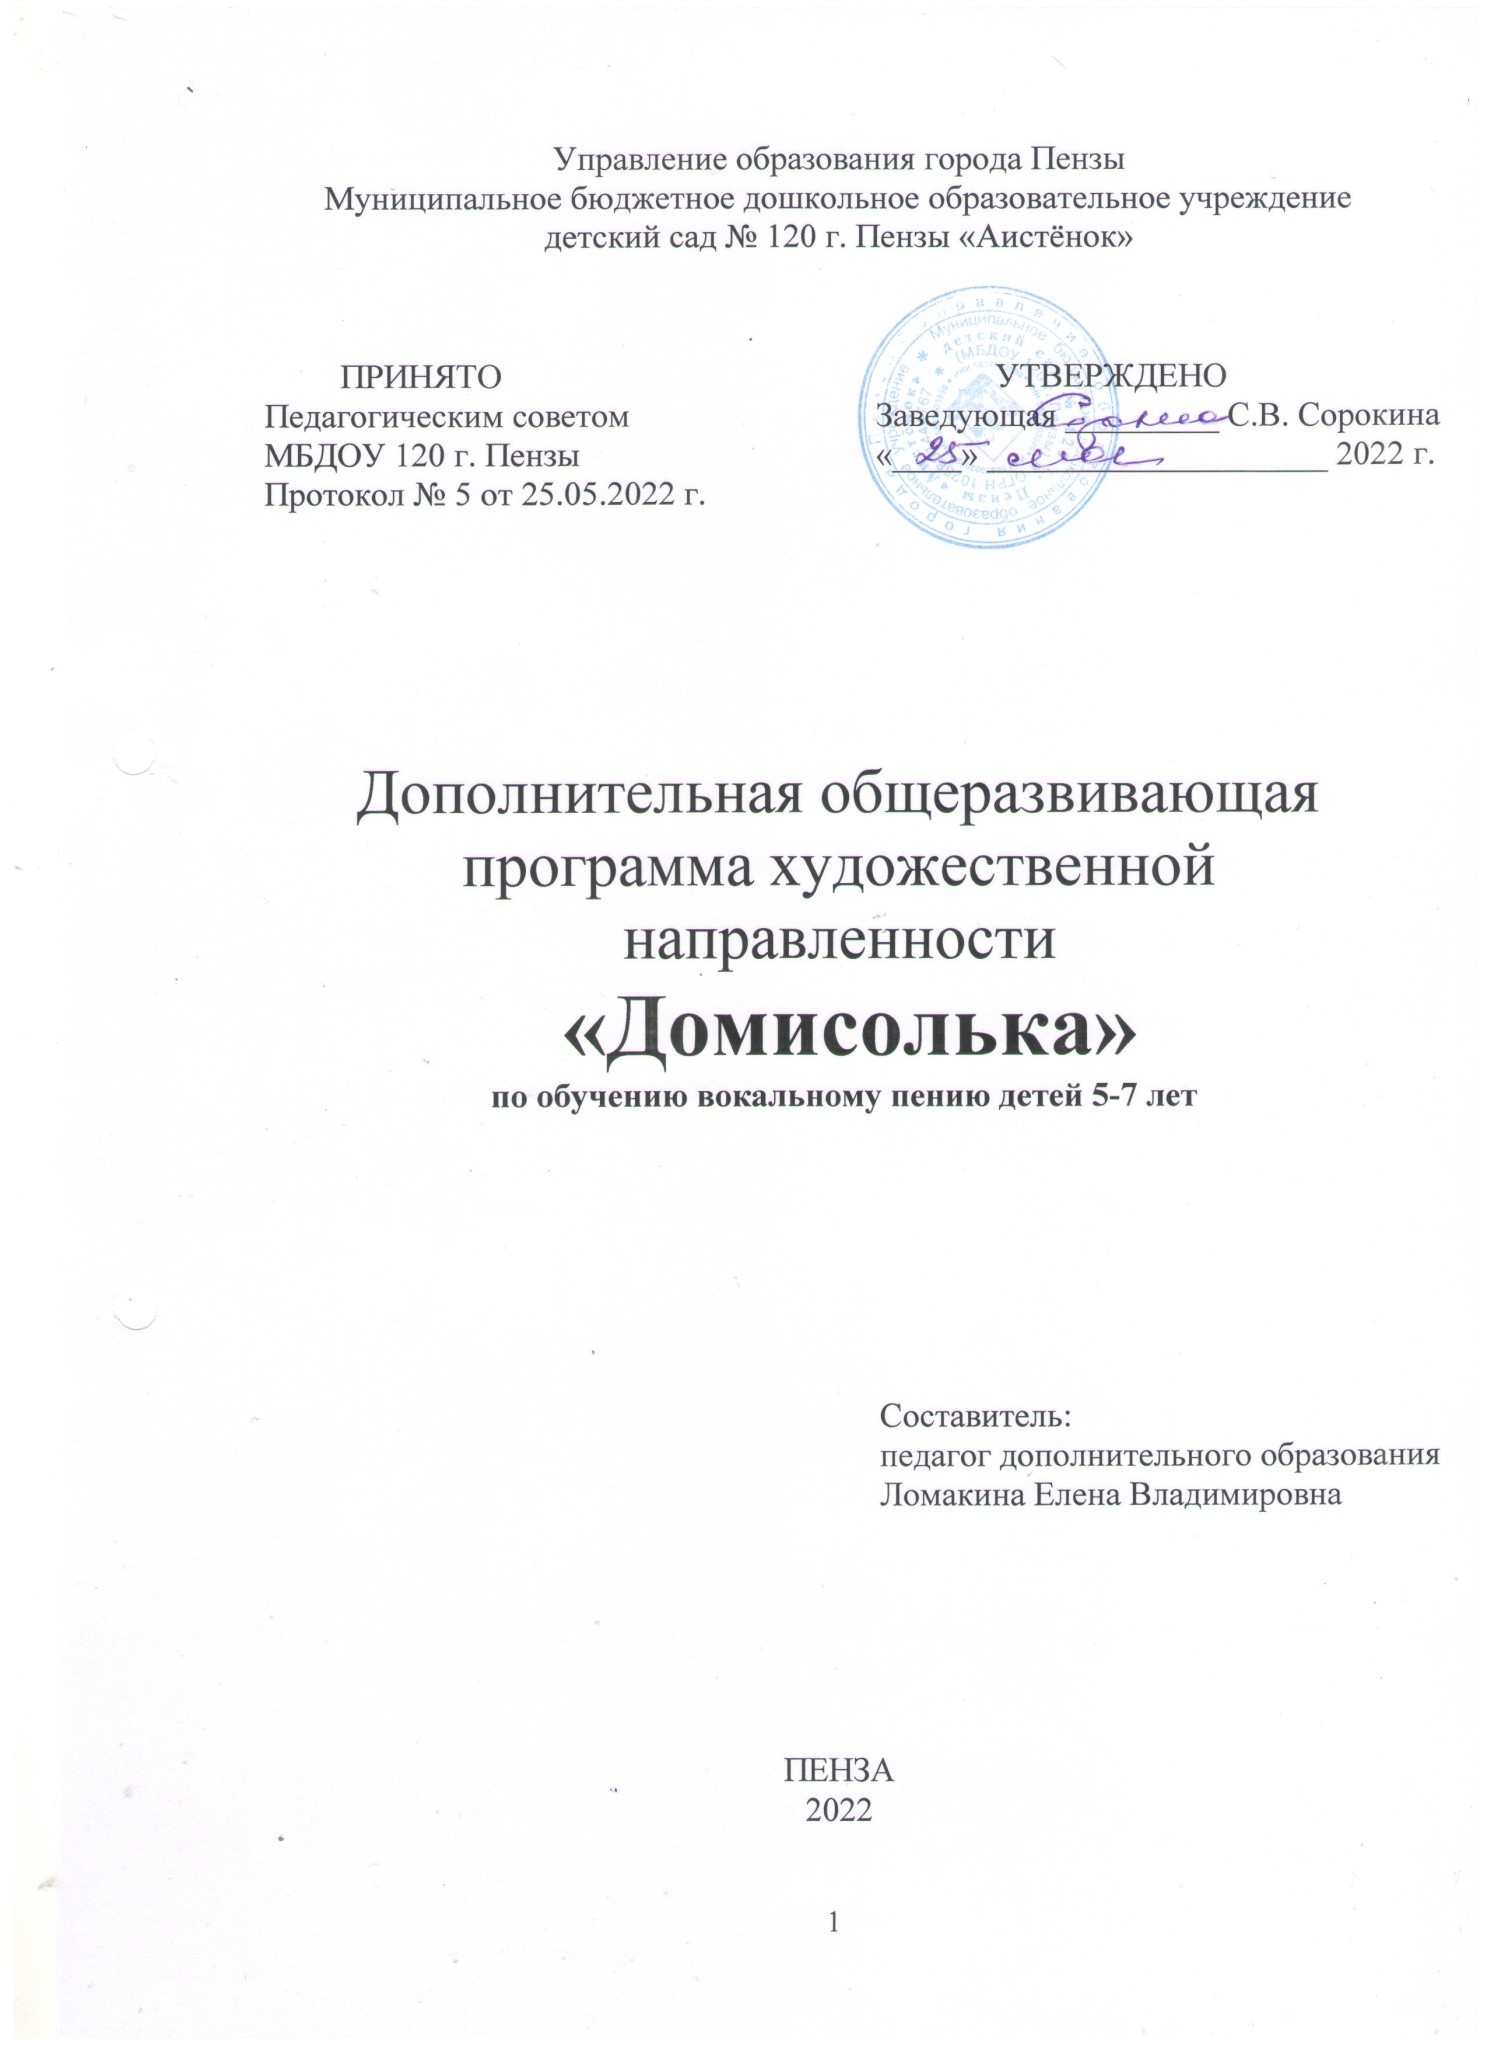 Управление образования города Пензы
Муниципальное бюджетное дошкольное образовательное учреждение
детский сад № 120 г. Пензы «Аистёнок»
ПРИНЯТО
Педагогическим советом
МБДОУ 120 г. Пензы
Протокол № 5 от 25.05.2022 г.
УТВЕРЖДЕНО
Заведующая С.В. Сорокина
« 25 » мая 2022 г.
Дополнительная общеразвивающая
программа художественной
направленности
«Домисолька»
по обучению вокальному пению детей 5-7 лет
Составитель:
педагог дополнительного образования
Ломакина Елена Владимировна
ПЕНЗА
2022
1